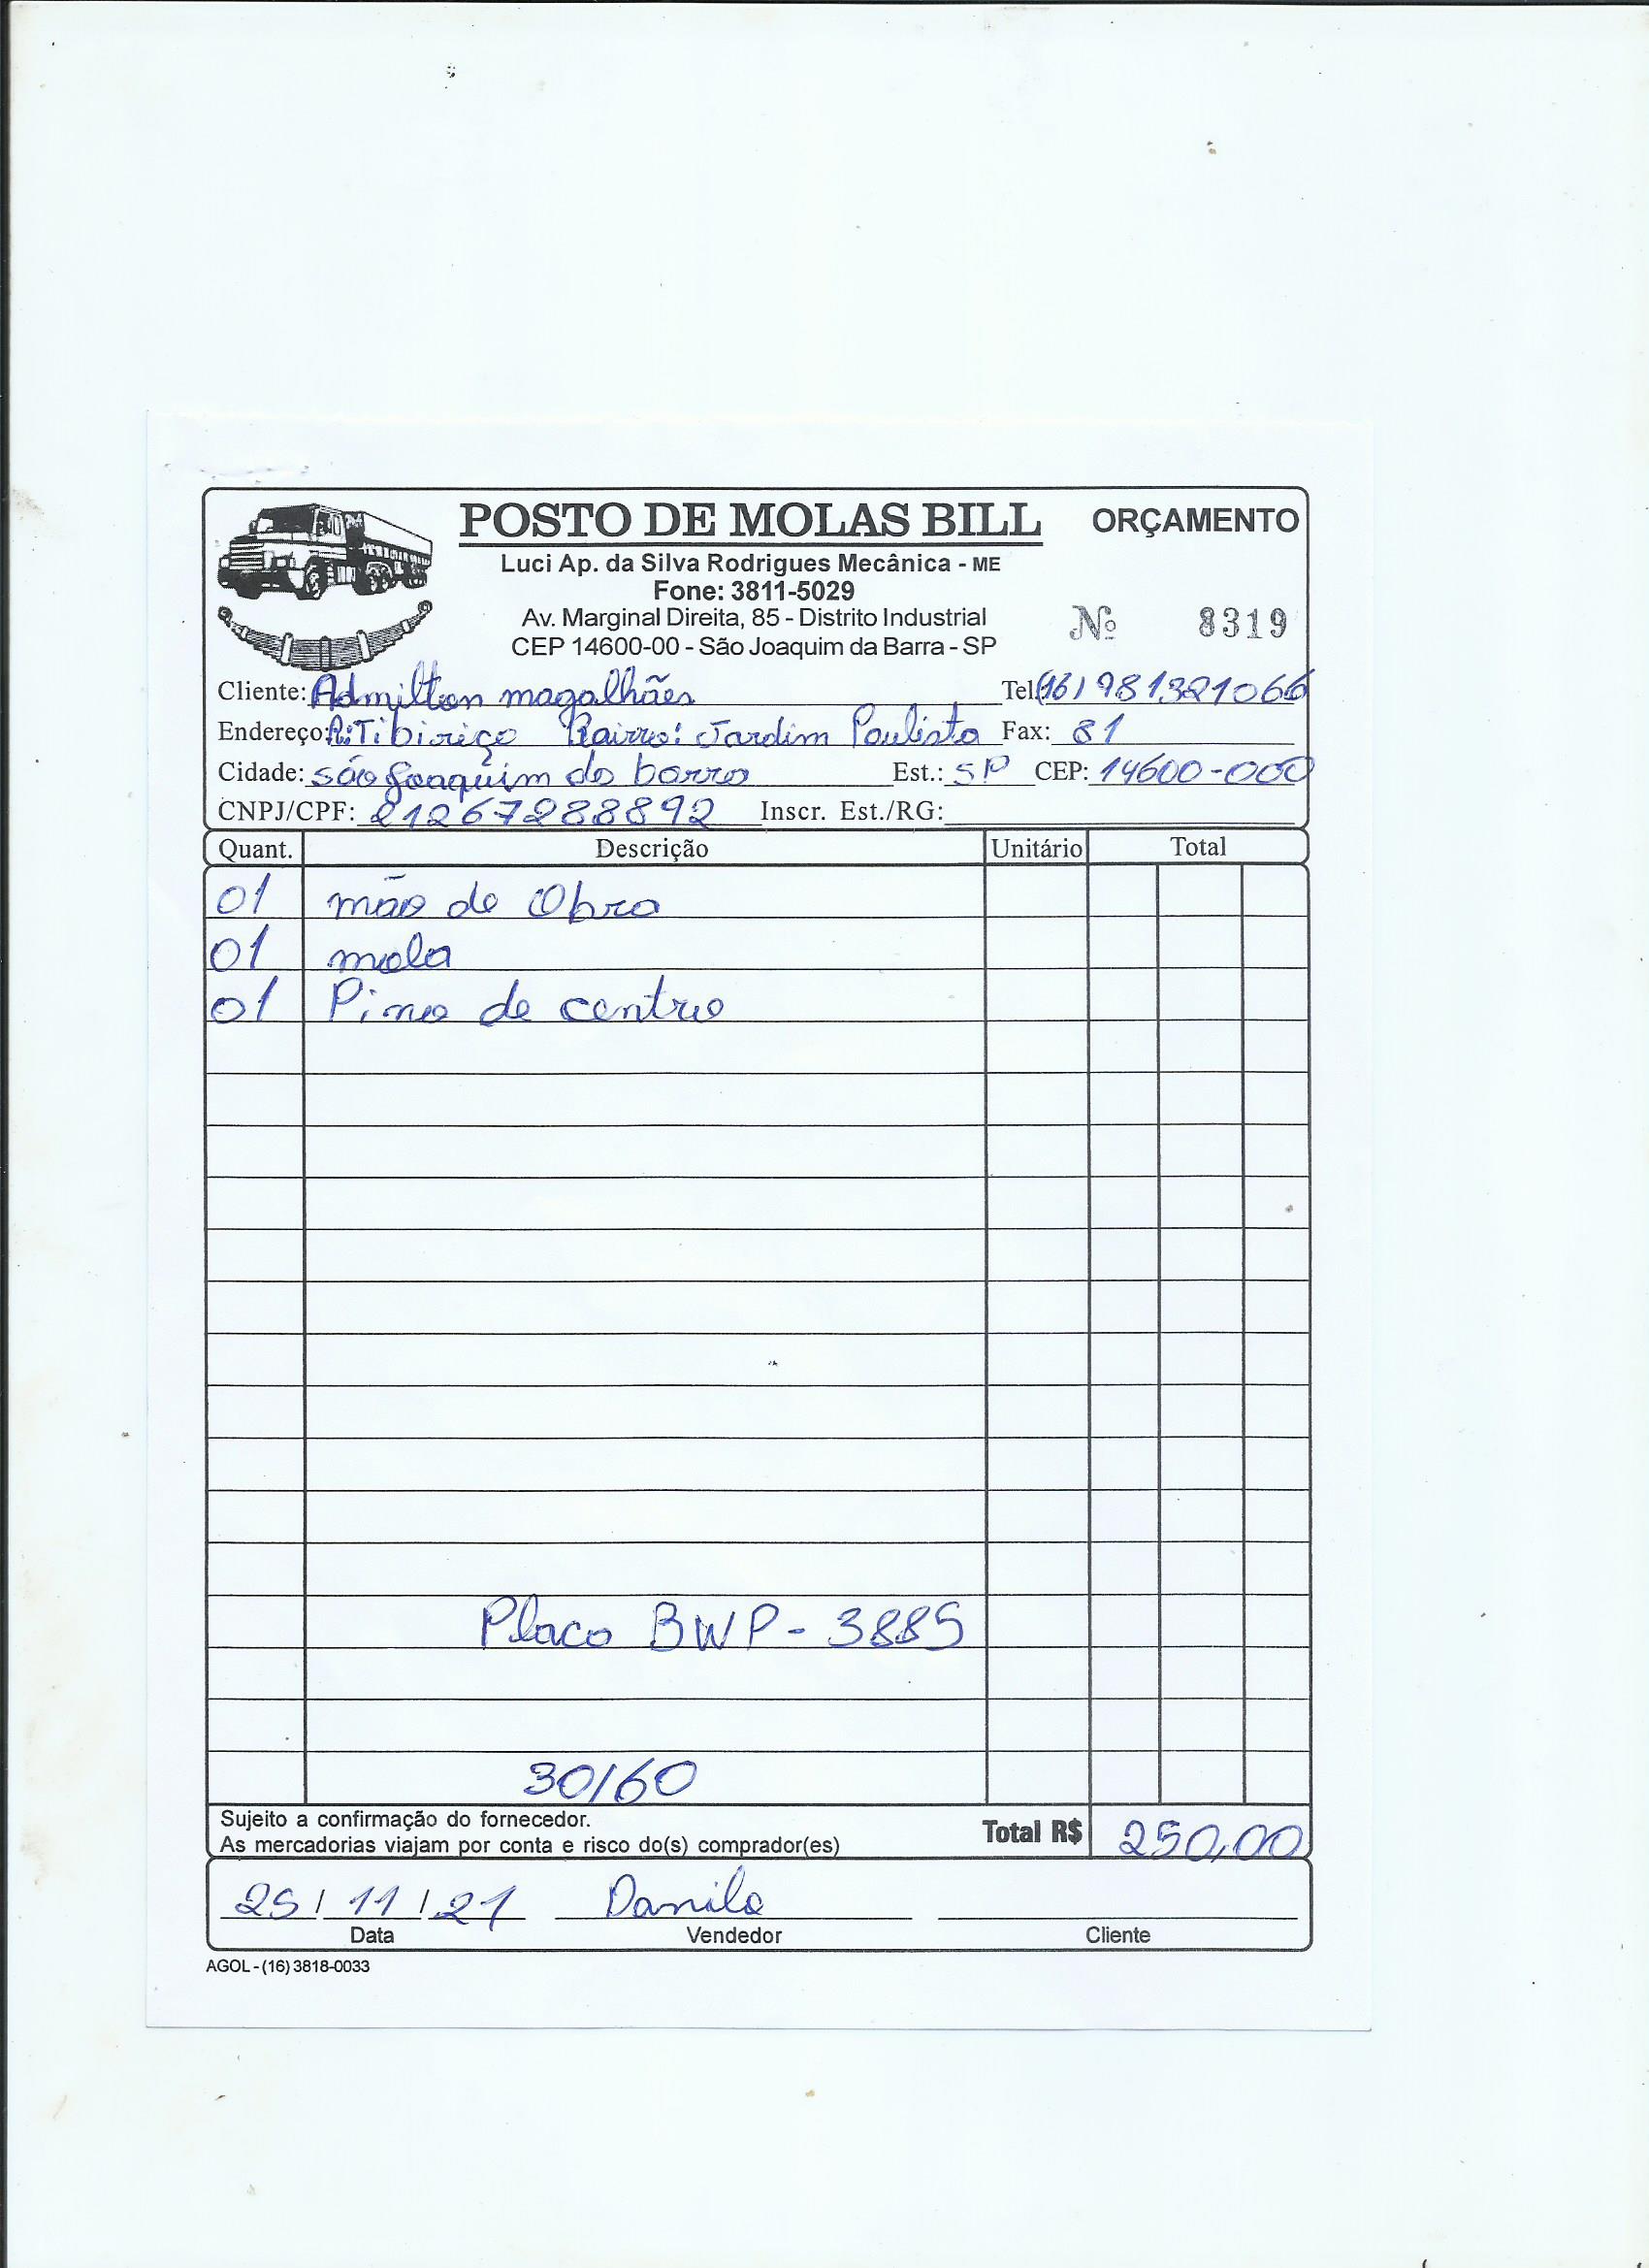 POSTO DE MOLAS BILL ORÇAMENTO
Luci Ap. da Silva Rodrigues Mecânica - ME
Fone: 3811-5029
Av. Marginal Direita, 85 - Distrito Industrial
CEP 14600-00 - São Joaquim da Barra - SP
Nº 8319
Cliente: Admilton magalhães Tel.(16) 981321066
Endereço: R: Tibiriça Bairro: Jardim Paulista Fax: 81
Cidade: são Joaquim da barra Est.: SP CEP: 14600-000
CNPJ/CPF: 21267288892 Inscr. Est./RG:
Quant. Descrição Unitário Total
01 mão de Obra
01 mola
01 Pino de centro
Placa BWP - 3885
30/60
Sujeito a confirmação do fornecedor.
As mercadorias viajam por conta e risco do(s) comprador(es)
Total R$ 250,00
25 / 11 / 21 Danilo
Data Vendedor Cliente
AGOL - (16) 3818-0033